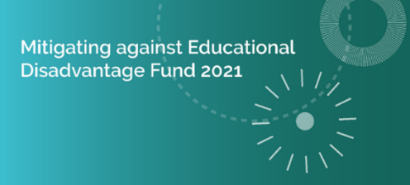 Mitigating against Educational
Disadvantage Fund 2021